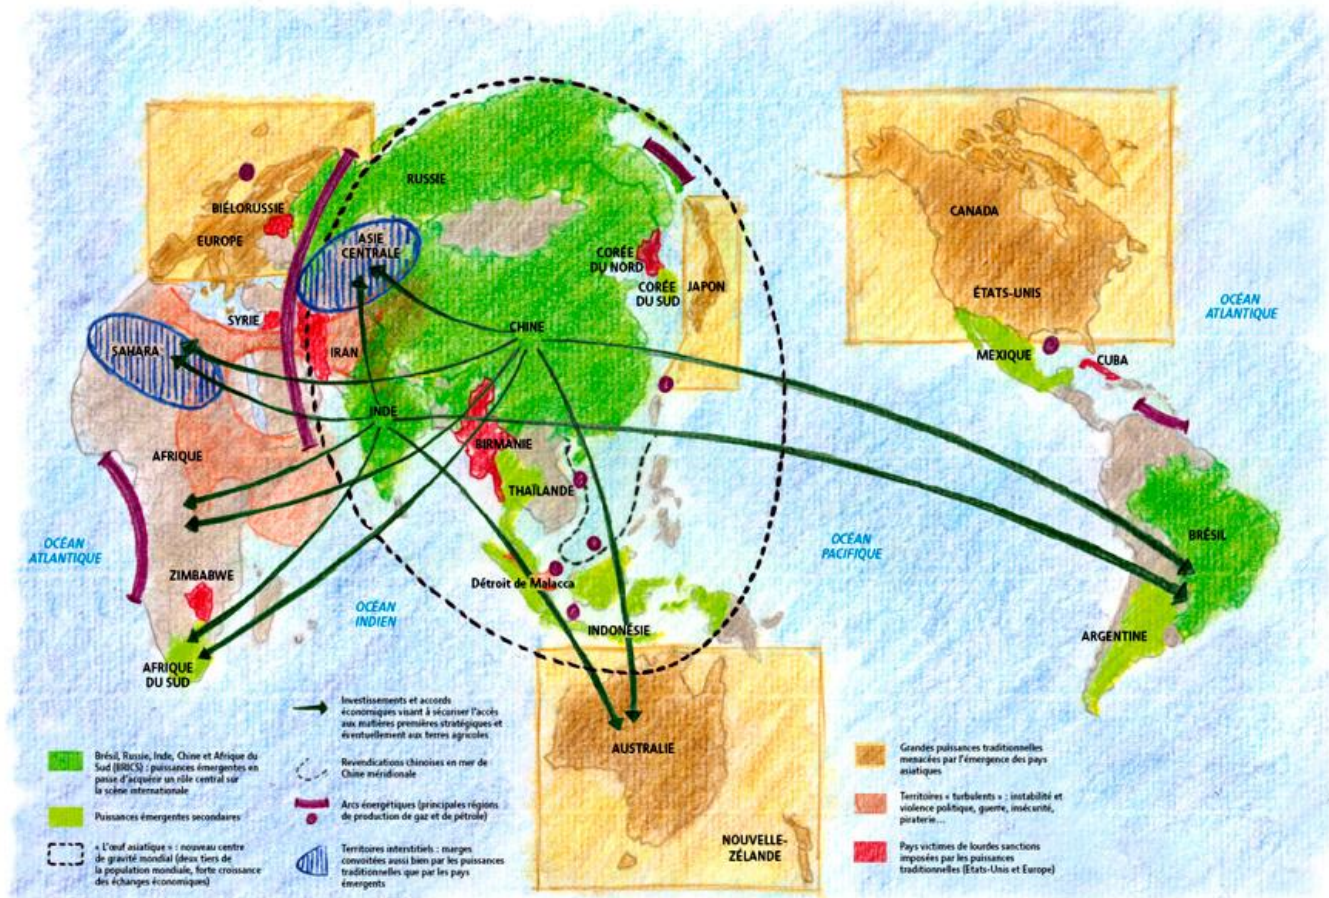 RUSSIE
BIÉLORUSSIE
EUROPE
ASIE
CENTRALE
CORÉE
DU NORD
CORÉE
DU SUD
JAPON
CANADA
ÉTATS-UNIS
OCÉAN
ATLANTIQUE
SYRIE
IRAN
CHINE
SAHARA
MEXIQUE
CUBA
INDE
BIRMANIE
AFRIQUE
THAÏLANDE
OCÉAN
ATLANTIQUE
OCÉAN
PACIFIQUE
BRÉSIL
ZIMBABWE
Détroit de Malacca
OCÉAN
INDIEN
INDONÉSIE
ARGENTINE
AFRIQUE
DU SUD
AUSTRALIE
NOUVELLE-
ZÉLANDE
Brésil, Russie, Inde, Chine et Afrique du
Sud (BRICS) : puissances émergentes en
passe d'acquérir un rôle central sur
la scène internationale
Puissances émergentes secondaires
« L'œuf asiatique » : nouveau centre
de gravité mondial (deux tiers de
la population mondiale, forte croissance
des échanges économiques)
Investissements et accords
économiques visant à sécuriser l'accès
aux matières premières stratégiques et
éventuellement aux terres agricoles
Revendications chinoises en mer de
Chine méridionale
Arcs énergétiques (principales régions
de production de gaz et de pétrole)
Territoires interstitiels : marges
convoitées aussi bien par les puissances
traditionnelles que par les pays
émergents
Grandes puissances traditionnelles
menacées par l'émergence des pays
asiatiques
Territoires « turbulents » : instabilité et
violence politique, guerre, insécurité,
piraterie...
Pays victimes de lourdes sanctions
imposées par les puissances
traditionnelles (Etats-Unis et Europe)